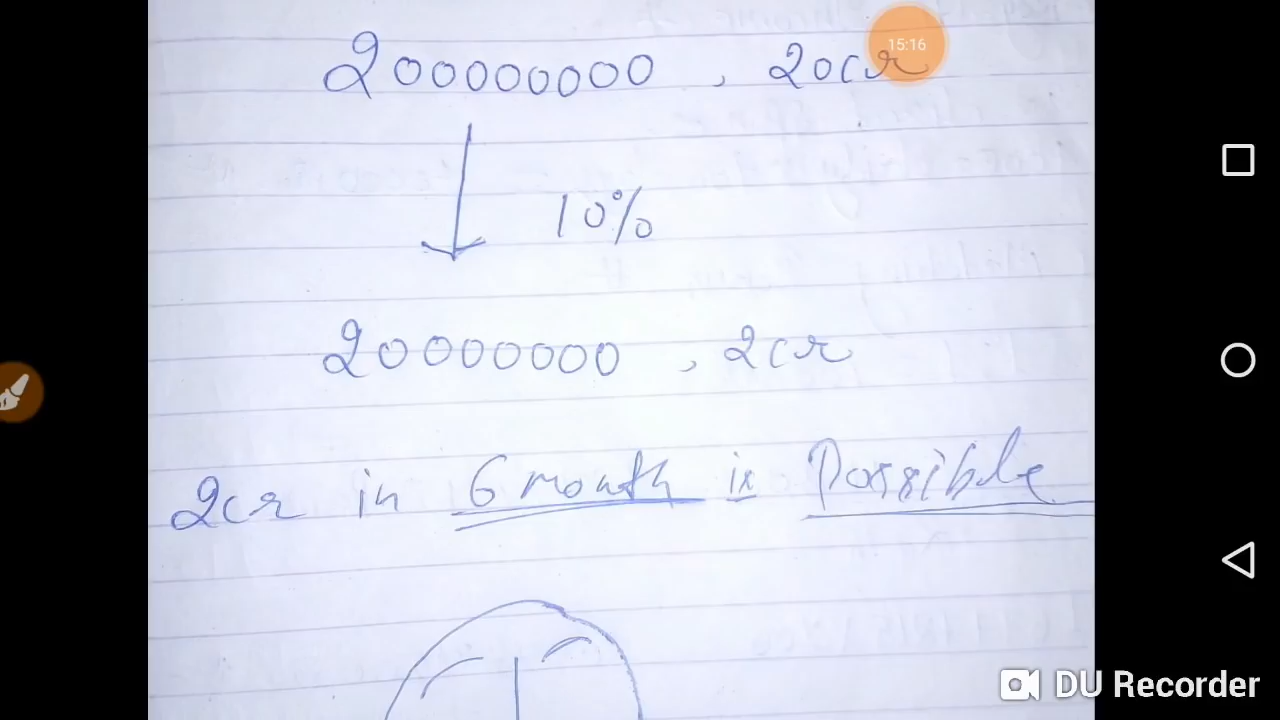 15:16
200000000 , 20cr
10%
20000000 , 2cr
2cr in 6 month is Possible
DU Recorder